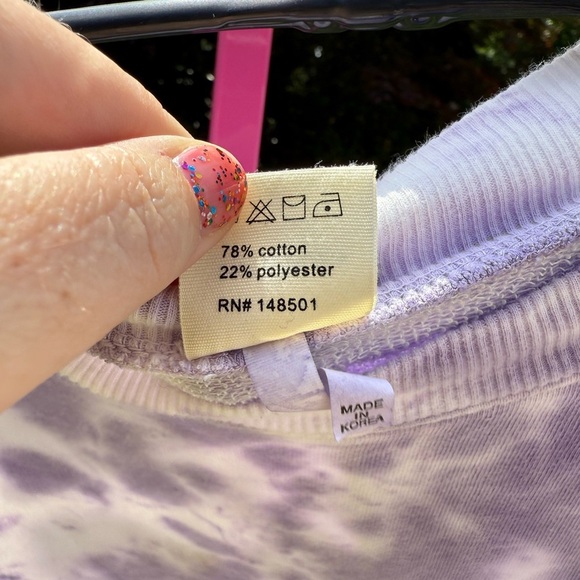 78% cotton
22% polyester
RN# 148501
MADE
IN
KOREA